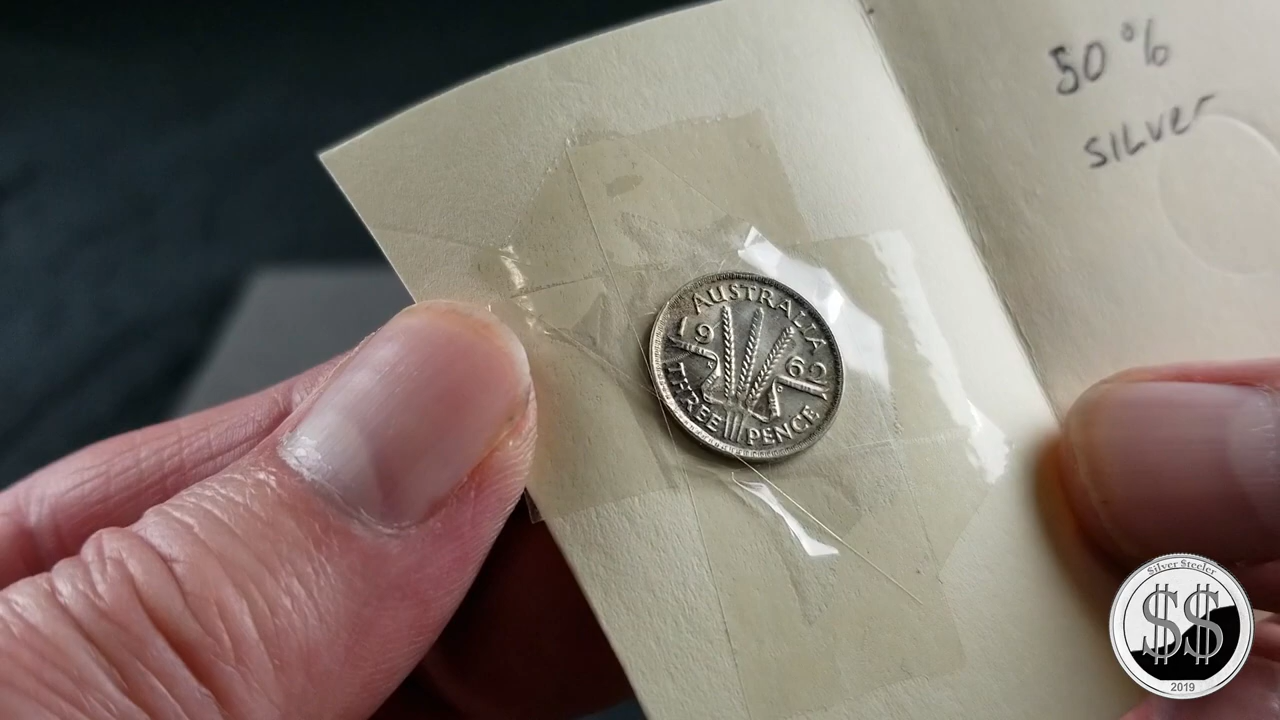 50%
SILver
AUSTRALIA
1962
THREE PENCE
Silver Steeler
$$
2019